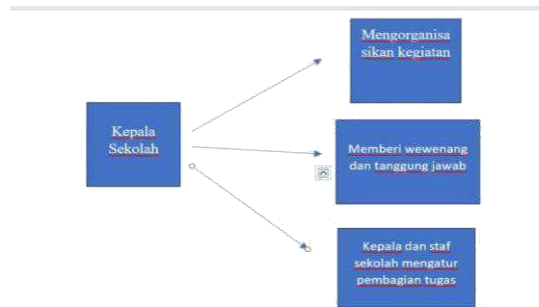 Mengorganisa
sikan kegiatan
Kepala
Sekolah
Memberi wewenang
dan tanggung jawab
Kepala dan staf
sekolah mengatur
pembagian tugas